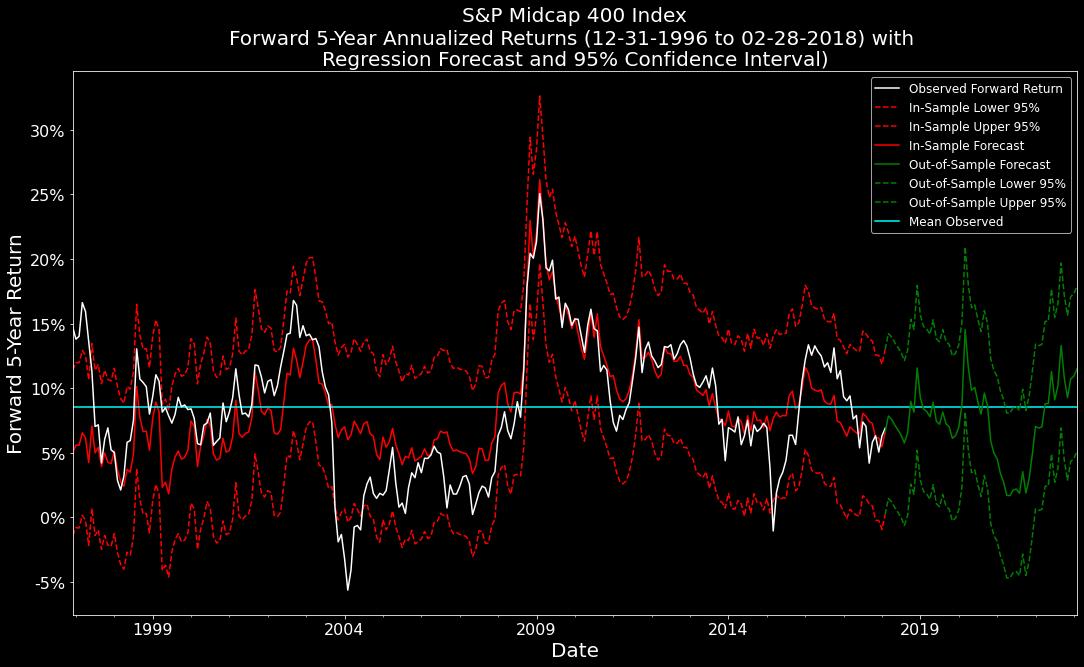 S&P Midcap 400 Index
Forward 5-Year Annualized Returns (12-31-1996 to 02-28-2018) with
Regression Forecast and 95% Confidence Interval)
Observed Forward Return
In-Sample Lower 95%
In-Sample Upper 95%
In-Sample Forecast
Out-of-Sample Forecast
Out-of-Sample Lower 95%
Out-of-Sample Upper 95%
Mean Observed
Forward 5-Year Return
30%
25%
20%
15%
10%
5%
0%
-5%
1999
2004
2009
2014
2019
Date